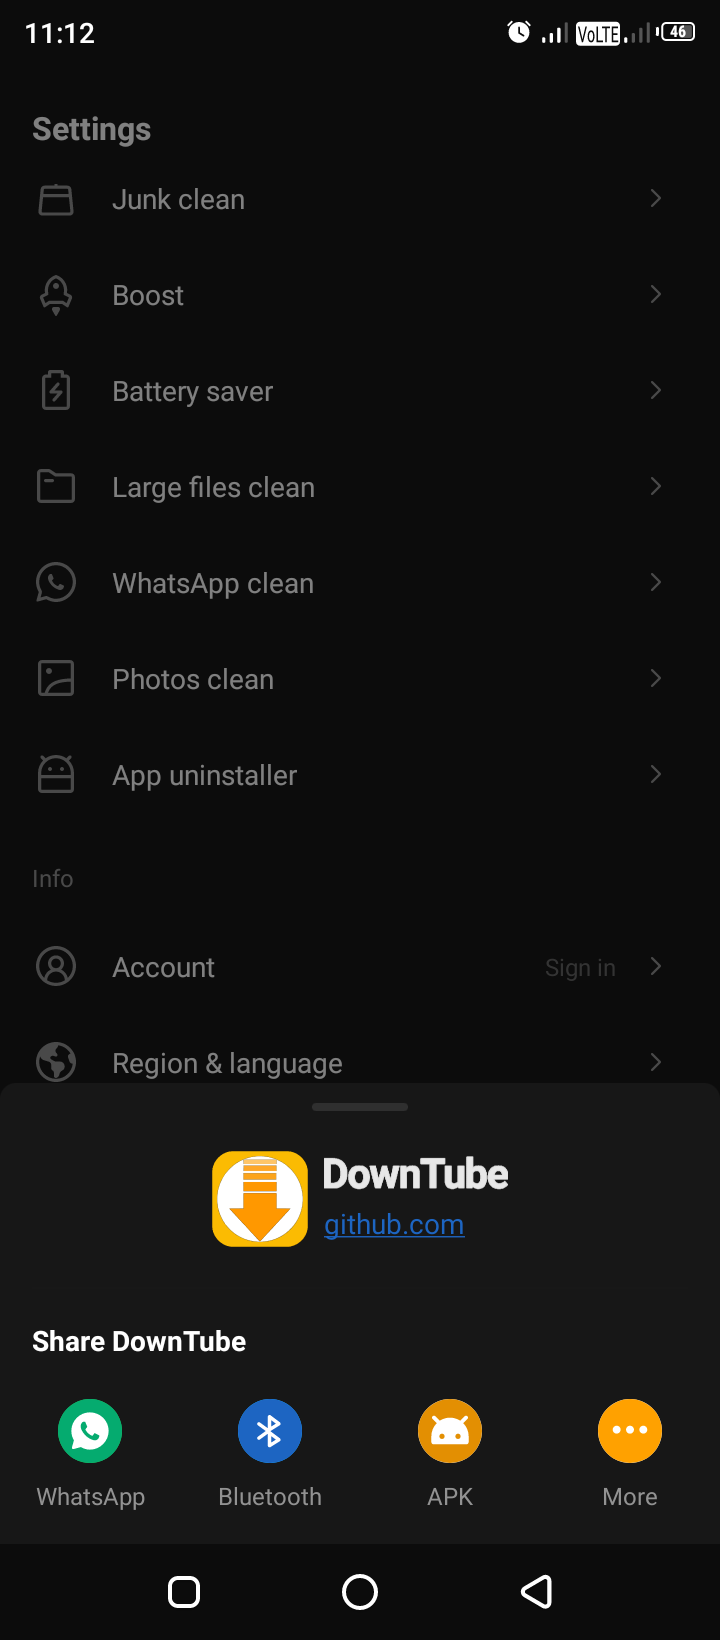 11:12
VoLTE
46
Settings
Junk clean
Boost
Battery saver
Large files clean
WhatsApp clean
Photos clean
App uninstaller
Info
Account Sign in
Region & language
DownTube
github.com
Share DownTube
WhatsApp Bluetooth APK More